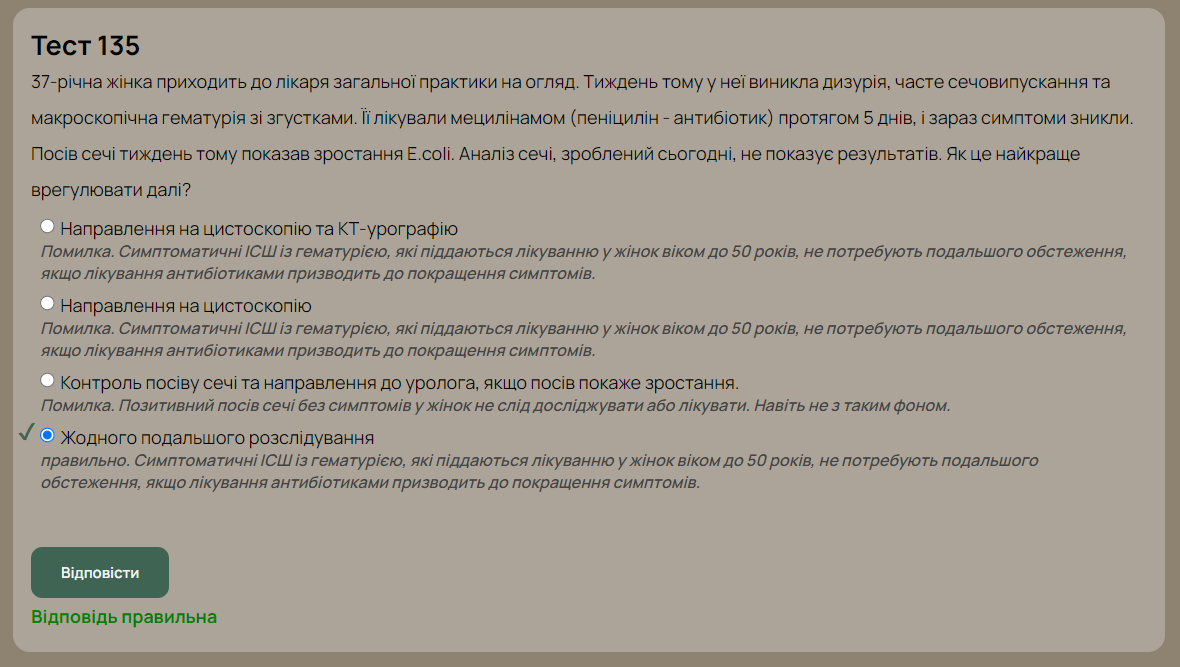 Тест 135
37-річна жінка приходить до лікаря загальної практики на огляд. Тиждень тому у неї виникла дизурія, часте сечовипускання та
макроскопічна гематурія зі згустками. Її лікували мецилінамом (пеніцилін - антибіотик) протягом 5 днів, і зараз симптоми зникли.
Посів сечі тиждень тому показав зростання E.coli. Аналіз сечі, зроблений сьогодні, не показує результатів. Як це найкраще
врегулювати далі?
Направлення на цистоскопію та КТ-урографію
Помилка. Симптоматичні ІСШ із гематурією, які піддаються лікуванню у жінок віком до 50 років, не потребують подальшого обстеження,
якщо лікування антибіотиками призводить до покращення симптомів.
Направлення на цистоскопію
Помилка. Симптоматичні ІСШ із гематурією, які піддаються лікуванню у жінок віком до 50 років, не потребують подальшого обстеження,
якщо лікування антибіотиками призводить до покращення симптомів.
Контроль посіву сечі та направлення до уролога, якщо посів покаже зростання.
Помилка. Позитивний посів сечі без симптомів у жінок не слід досліджувати або лікувати. Навіть не з таким фоном.
Жодного подальшого розслідування
правильно. Симптоматичні ІСШ із гематурією, які піддаються лікуванню у жінок віком до 50 років, не потребують подальшого
обстеження, якщо лікування антибіотиками призводить до покращення симптомів.
Відповісти
Відповідь правильна